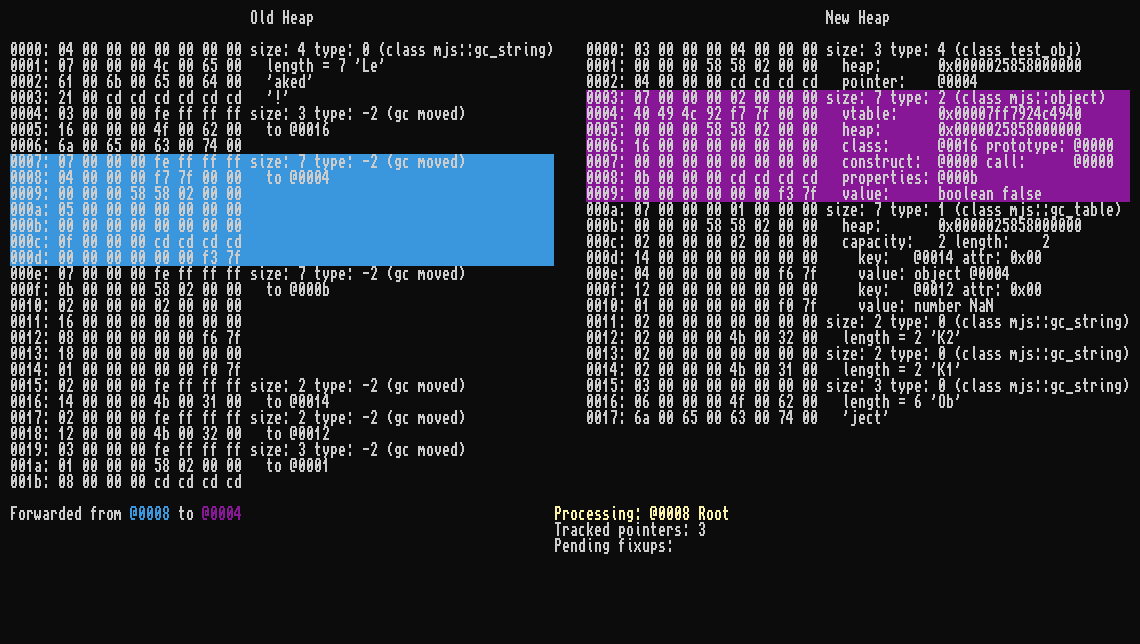 Old Heap
0000: 04 00 00 00 00 00 00 00 size: 4 type: 0 (class mjs::gc_string)
0001: 07 00 00 00 4c 00 65 00   length = 7 'Le'
0002: 61 00 6b 00 65 00 64 00   'aked'
0003: 21 00 cd cd cd cd cd cd   '!'
0004: 03 00 00 00 fe ff ff ff size: 3 type: -2 (gc moved)
0005: 16 00 00 00 4f 00 62 00   to @0016
0006: 6a 00 65 00 63 00 74 00
0007: 07 00 00 00 fe ff ff ff size: 7 type: -2 (gc moved)
0008: 04 00 00 00 f7 7f 00 00   to @0004
0009: 00 00 00 58 58 02 00 00
000a: 05 00 00 00 00 00 00 00
000b: 00 00 00 00 00 00 00 00
000c: 0f 00 00 00 cd cd cd cd
000d: 00 00 00 00 00 00 f3 7f
000e: 07 00 00 00 fe ff ff ff size: 7 type: -2 (gc moved)
000f: 0b 00 00 00 58 02 00 00   to @000b
0010: 02 00 00 00 02 00 00 00
0011: 16 00 00 00 00 00 00 00
0012: 08 00 00 00 00 00 f6 7f
0013: 18 00 00 00 00 00 00 00
0014: 01 00 00 00 00 00 f0 7f
0015: 02 00 00 00 fe ff ff ff size: 2 type: -2 (gc moved)
0016: 14 00 00 00 4b 00 31 00   to @0014
0017: 02 00 00 00 fe ff ff ff size: 2 type: -2 (gc moved)
0018: 12 00 00 00 4b 00 32 00   to @0012
0019: 03 00 00 00 fe ff ff ff size: 3 type: -2 (gc moved)
001a: 01 00 00 00 58 02 00 00   to @0001
001b: 08 00 00 00 cd cd cd cd
New Heap
0000: 03 00 00 00 04 00 00 00 size: 3 type: 4 (class test_obj)
0001: 00 00 00 58 58 02 00 00   heap:       0x0000025858000000
0002: 04 00 00 00 cd cd cd cd   pointer:    @0004
0003: 07 00 00 00 02 00 00 00 size: 7 type: 2 (class mjs::object)
0004: 40 49 4c 92 f7 7f 00 00   vtable:     0x00007ff7924c4940
0005: 00 00 00 58 58 02 00 00   heap:       0x0000025858000000
0006: 16 00 00 00 00 00 00 00   class:      @0016 prototype: @0000
0007: 00 00 00 00 00 00 00 00   construct:  @0000 call:      @0000
0008: 0b 00 00 00 cd cd cd cd   properties: @000b
0009: 00 00 00 00 00 00 f3 7f   value:      boolean false
000a: 07 00 00 00 01 00 00 00 size: 7 type: 1 (class mjs::gc_table)
000b: 00 00 00 58 58 02 00 00   heap:       0x0000025858000000
000c: 02 00 00 00 02 00 00 00   capacity:   2 length:    2
000d: 14 00 00 00 00 00 00 00     key:   @0014 attr: 0x00
000e: 04 00 00 00 00 00 f6 7f     value: object @0004
000f: 12 00 00 00 00 00 00 00     key:   @0012 attr: 0x00
0010: 01 00 00 00 00 00 f0 7f     value: number NaN
0011: 02 00 00 00 00 00 00 00 size: 2 type: 0 (class mjs::gc_string)
0012: 02 00 00 00 4b 00 32 00   length = 2 'K2'
0013: 02 00 00 00 00 00 00 00 size: 2 type: 0 (class mjs::gc_string)
0014: 02 00 00 00 4b 00 31 00   length = 2 'K1'
0015: 03 00 00 00 00 00 00 00 size: 3 type: 0 (class mjs::gc_string)
0016: 06 00 00 00 4f 00 62 00   length = 6 'Ob'
0017: 6a 00 65 00 63 00 74 00   'ject'
Forwarded from @0008 to @0004
Processing: @0008 Root
Tracked pointers: 3
Pending fixups: